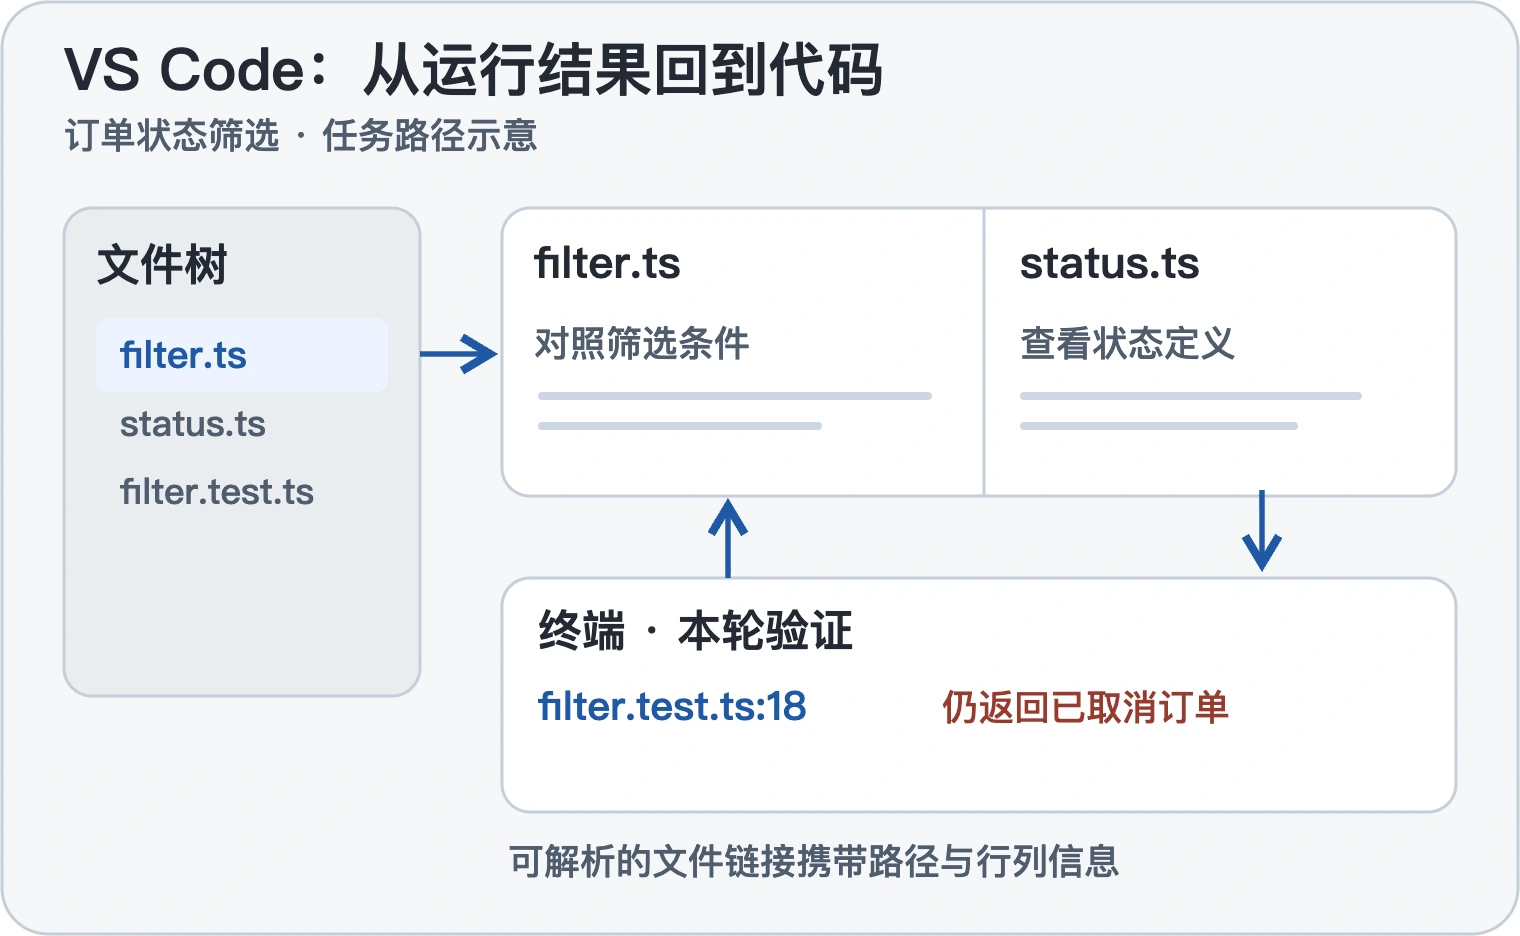 VS Code：从运行结果回到代码
订单状态筛选 · 任务路径示意
文件树
filter.ts
status.ts
filter.test.ts
filter.ts
对照筛选条件
status.ts
查看状态定义
终端 · 本轮验证
filter.test.ts:18
仍返回已取消订单
可解析的文件链接携带路径与行列信息